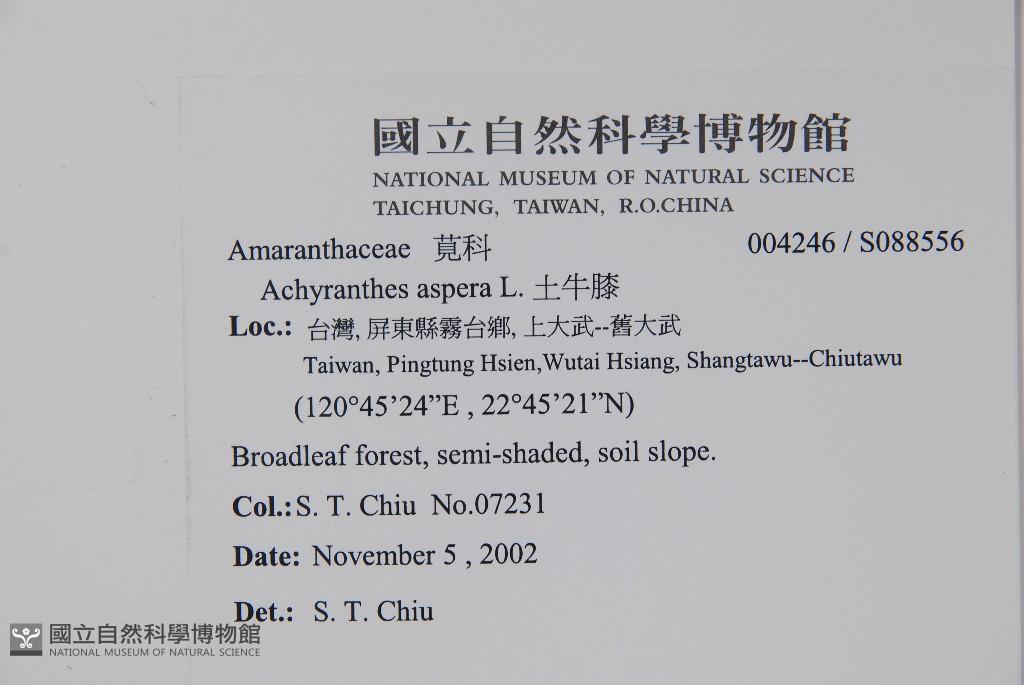 國立自然科學博物館
NATIONAL MUSEUM OF NATURAL SCIENCE
TAICHUNG, TAIWAN, R.O.CHINA
Amaranthaceae 莧科 004246 / S088556
Achyranthes aspera L. 土牛膝
Loc.: 台灣, 屏東縣霧台鄉, 上大武--舊大武
Taiwan, Pingtung Hsien,Wutai Hsiang, Shangtawu--Chiutawu
(120°45’24”E , 22°45’21”N)
Broadleaf forest, semi-shaded, soil slope.
Col.:S. T. Chiu No.07231
Date: November 5 , 2002
Det.: S. T. Chiu
國立自然科學博物館
NATIONAL MUSEUM OF NATURAL SCIENCE